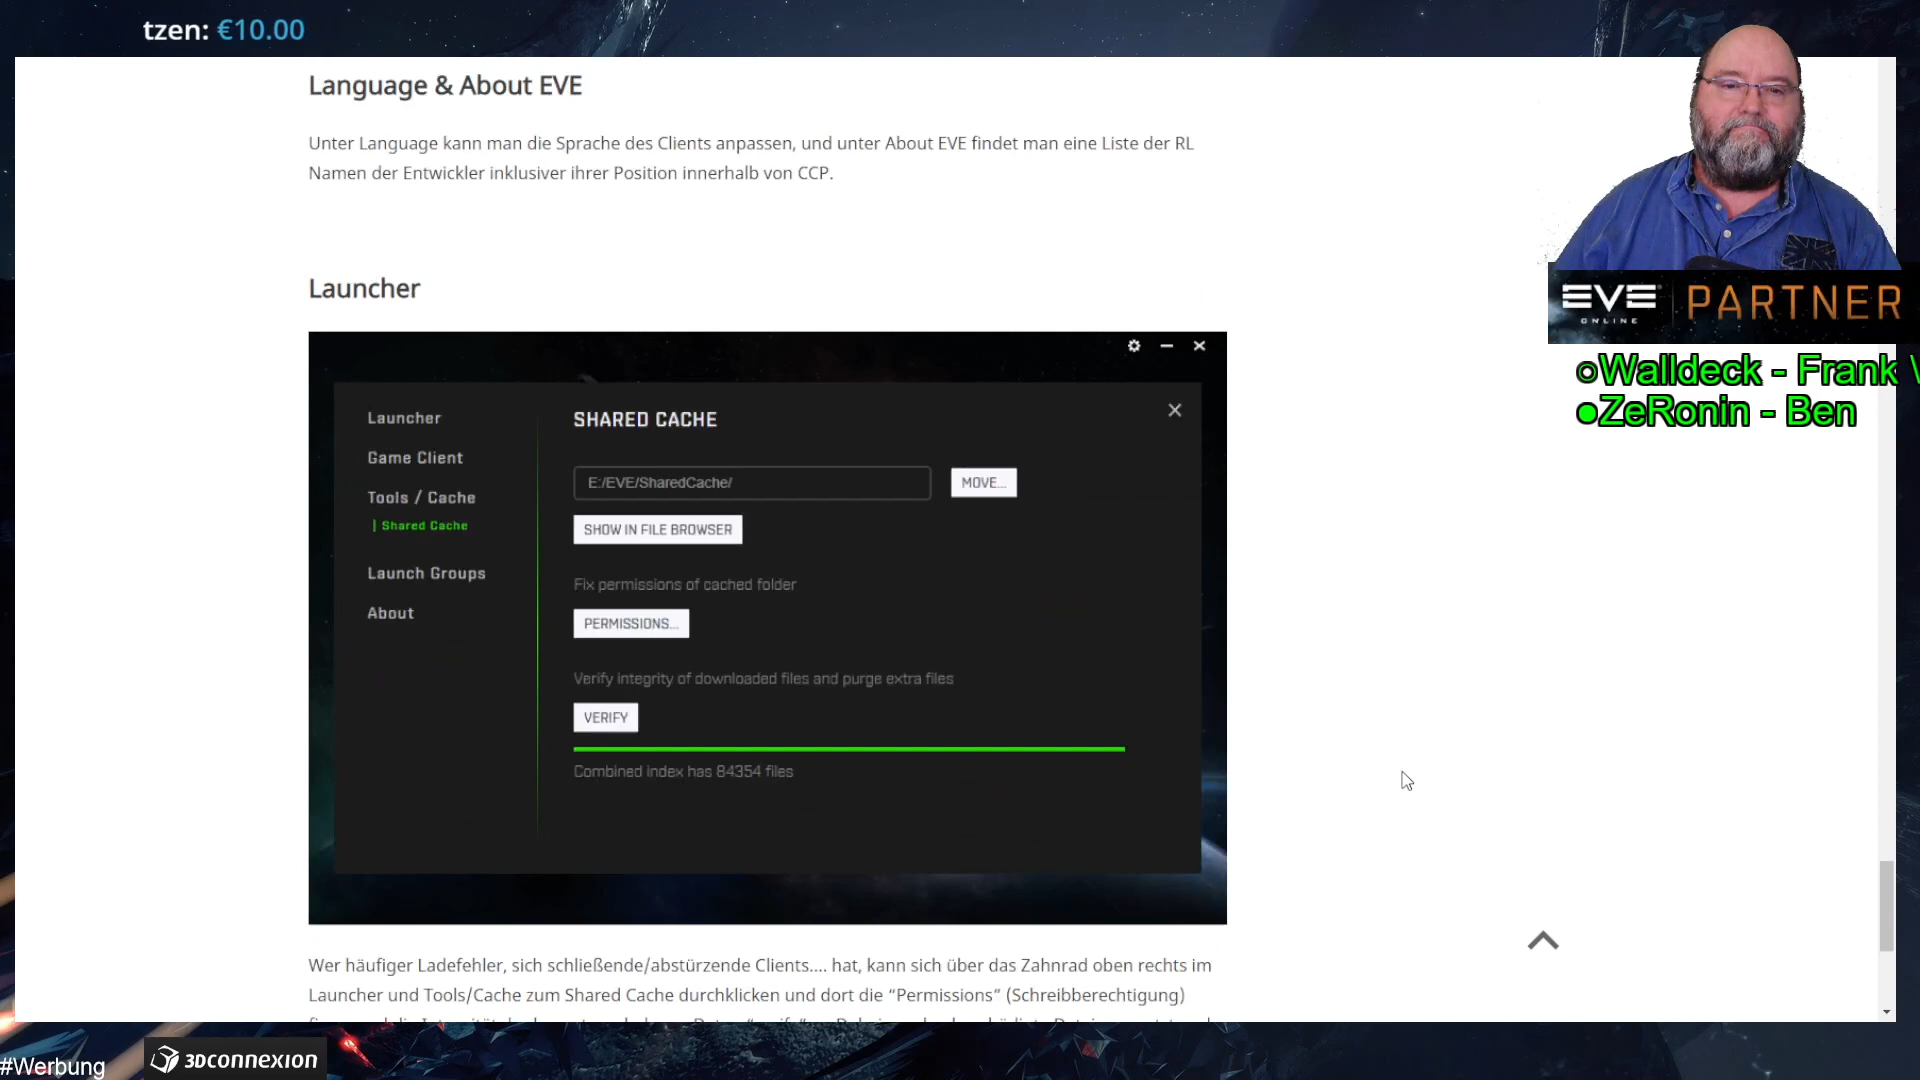 tzen: €10.00
Language & About EVE
Unter Language kann man die Sprache des Clients anpassen, und unter About EVE findet man eine Liste der RL
Namen der Entwickler inklusiver ihrer Position innerhalb von CCP.
EVE ONLINE PARTNER
Walldeck - Frank
ZeRonin - Ben
Launcher
Launcher
Game Client
Tools / Cache
Shared Cache
Launch Groups
About
SHARED CACHE
E:/EVE/SharedCache/
MOVE...
SHOW IN FILE BROWSER
Fix permissions of cached folder
PERMISSIONS...
Verify integrity of downloaded files and purge extra files
VERIFY
Combined index has 84354 files
Wer häufiger Ladefehler, sich schließende/abstürzende Clients.... hat, kann sich über das Zahnrad oben rechts im
Launcher und Tools/Cache zum Shared Cache durchklicken und dort die “Permissions” (Schreibberechtigung)
#Werbung
3DCONNEXION